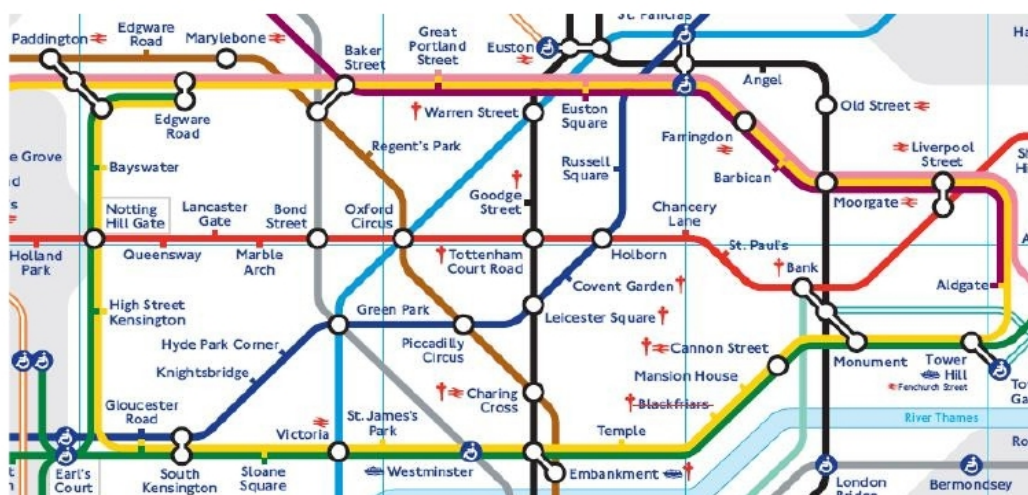 St. Pancras
Paddington
Edgware
Road
Marylebone
Baker
Street
Great
Portland
Street
Euston
Angel
Old Street
Edgware
Road
Warren Street
Euston
Square
Farringdon
Liverpool
Street
e Grove
Bayswater
Regent's Park
Russell
Square
Barbican
Moorgate
Goodge
Street
Notting
Hill Gate
Lancaster
Gate
Bond
Street
Oxford
Circus
Chancery
Lane
Holland
Park
Queensway
Marble
Arch
Tottenham
Court Road
Holborn
St. Paul's
Bank
Covent Garden
Aldgate
High Street
Kensington
Green Park
Leicester Square
Hyde Park Corner
Piccadilly
Circus
Cannon Street
Monument
Tower
Hill
Fenchurch Street
Knightsbridge
Mansion House
Charing
Cross
Blackfriars
Gloucester
Road
Victoria
St. James's
Park
Temple
River Thames
Earl's
Court
South
Kensington
Sloane
Square
Westminster
Embankment
London
Bermondsey